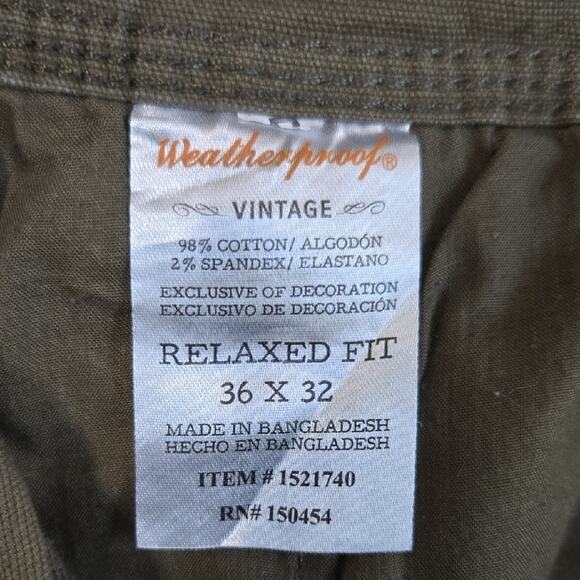 Weatherproof®
VINTAGE
98% COTTON/ ALGODÓN
2% SPANDEX/ ELASTANO
EXCLUSIVE OF DECORATION
EXCLUSIVO DE DECORACIÓN
RELAXED FIT
36 X 32
MADE IN BANGLADESH
HECHO EN BANGLADESH
ITEM # 1521740
RN# 150454